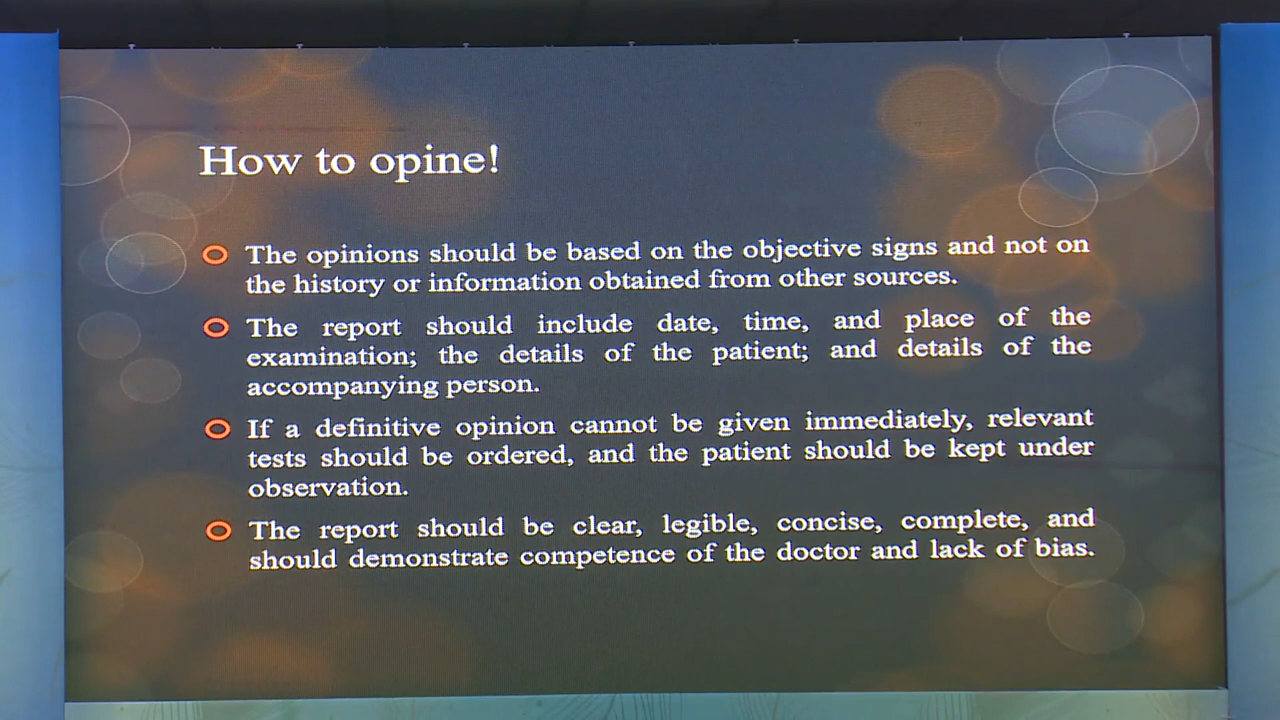 How to opine!
The opinions should be based on the objective signs and not on
the history or information obtained from other sources.
The report should include date, time, and place of the
examination; the details of the patient; and details of the
accompanying person.
If a definitive opinion cannot be given immediately, relevant
tests should be ordered, and the patient should be kept under
observation.
The report should be clear, legible, concise, complete, and
should demonstrate competence of the doctor and lack of bias.